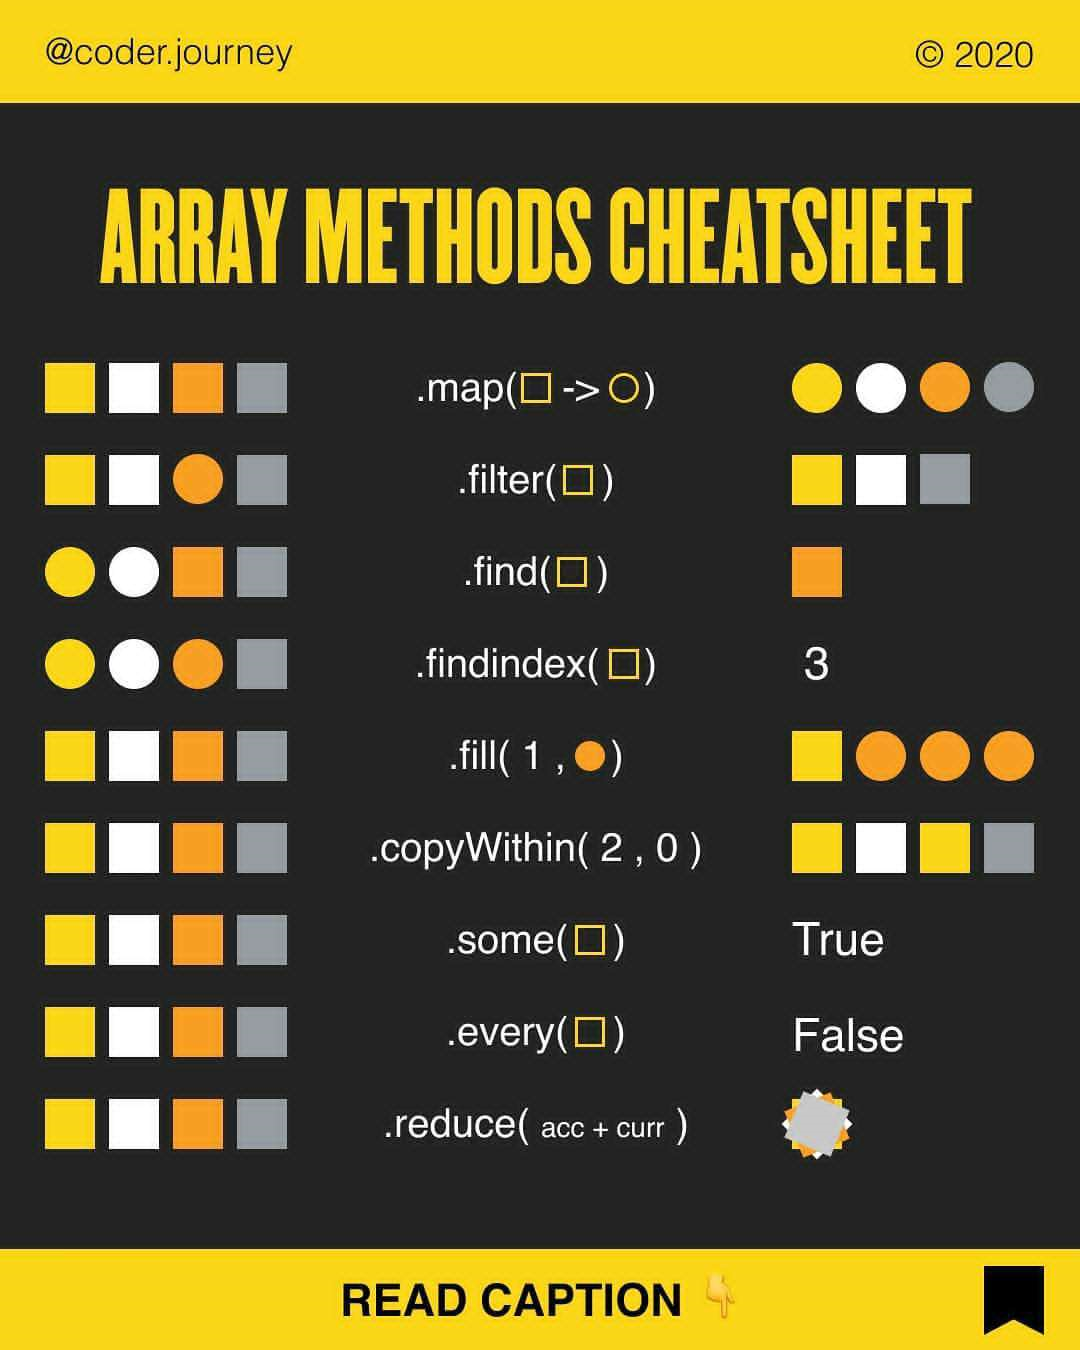 @coder.journey © 2020
ARRAY METHODS CHEATSHEET
.map( -> )
.filter( )
.find( )
.findindex( ) 3
.fill( 1 , )
.copyWithin( 2 , 0 )
.some( ) True
.every( ) False
.reduce( acc + curr )
READ CAPTION 👇